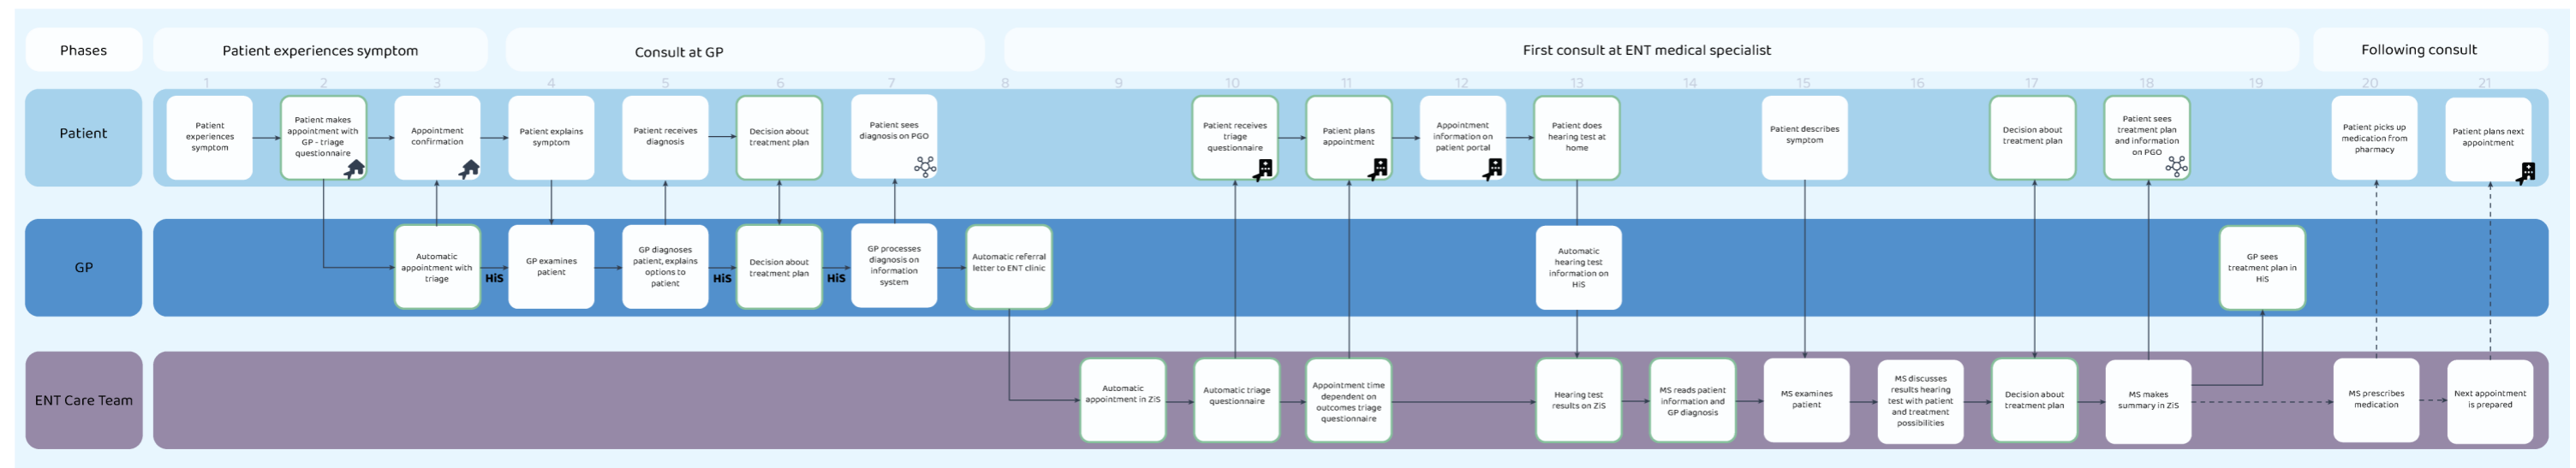 Phases
Patient experiences symptom
Consult at GP
First consult at ENT medical specialist
Following consult
1 2 3 4 5 6 7 8 9 10 11 12 13 14 15 16 17 18 19 20 21
Patient
Patient
experiences
symptom
Patient makes
appointment with
GP - triage
questionnaire
Appointment
confirmation
Patient explains
symptom
Patient receives
diagnosis
Decision about
treatment plan
Patient sees
diagnosis on PGO
Patient receives
triage
questionnaire
Patient plans
appointment
Appointment
information on
patient portal
Patient does
hearing test at
home
Patient describes
symptom
Decision about
treatment plan
Patient sees
treatment plan
and information
on PGO
Patient picks up
medication from
pharmacy
Patient plans next
appointment
GP
Automatic
appointment with
triage
HiS
GP examines
patient
GP diagnoses
patient, explains
options to
patient
HiS
Decision about
treatment plan
HiS
GP processes
diagnosis on
information
system
Automatic referral
letter to ENT clinic
Automatic
hearing test
information on
HiS
GP sees
treatment plan in
HiS
ENT Care Team
Automatic
appointment in ZiS
Automatic triage
questionnaire
Appointment time
dependent on
outcomes triage
questionnaire
Hearing test
results on ZiS
MS reads patient
information and
GP diagnosis
MS examines
patient
MS discusses
results hearing
test with patient
and treatment
possibilities
Decision about
treatment plan
MS makes
summary in ZiS
MS prescribes
medication
Next appointment
is prepared